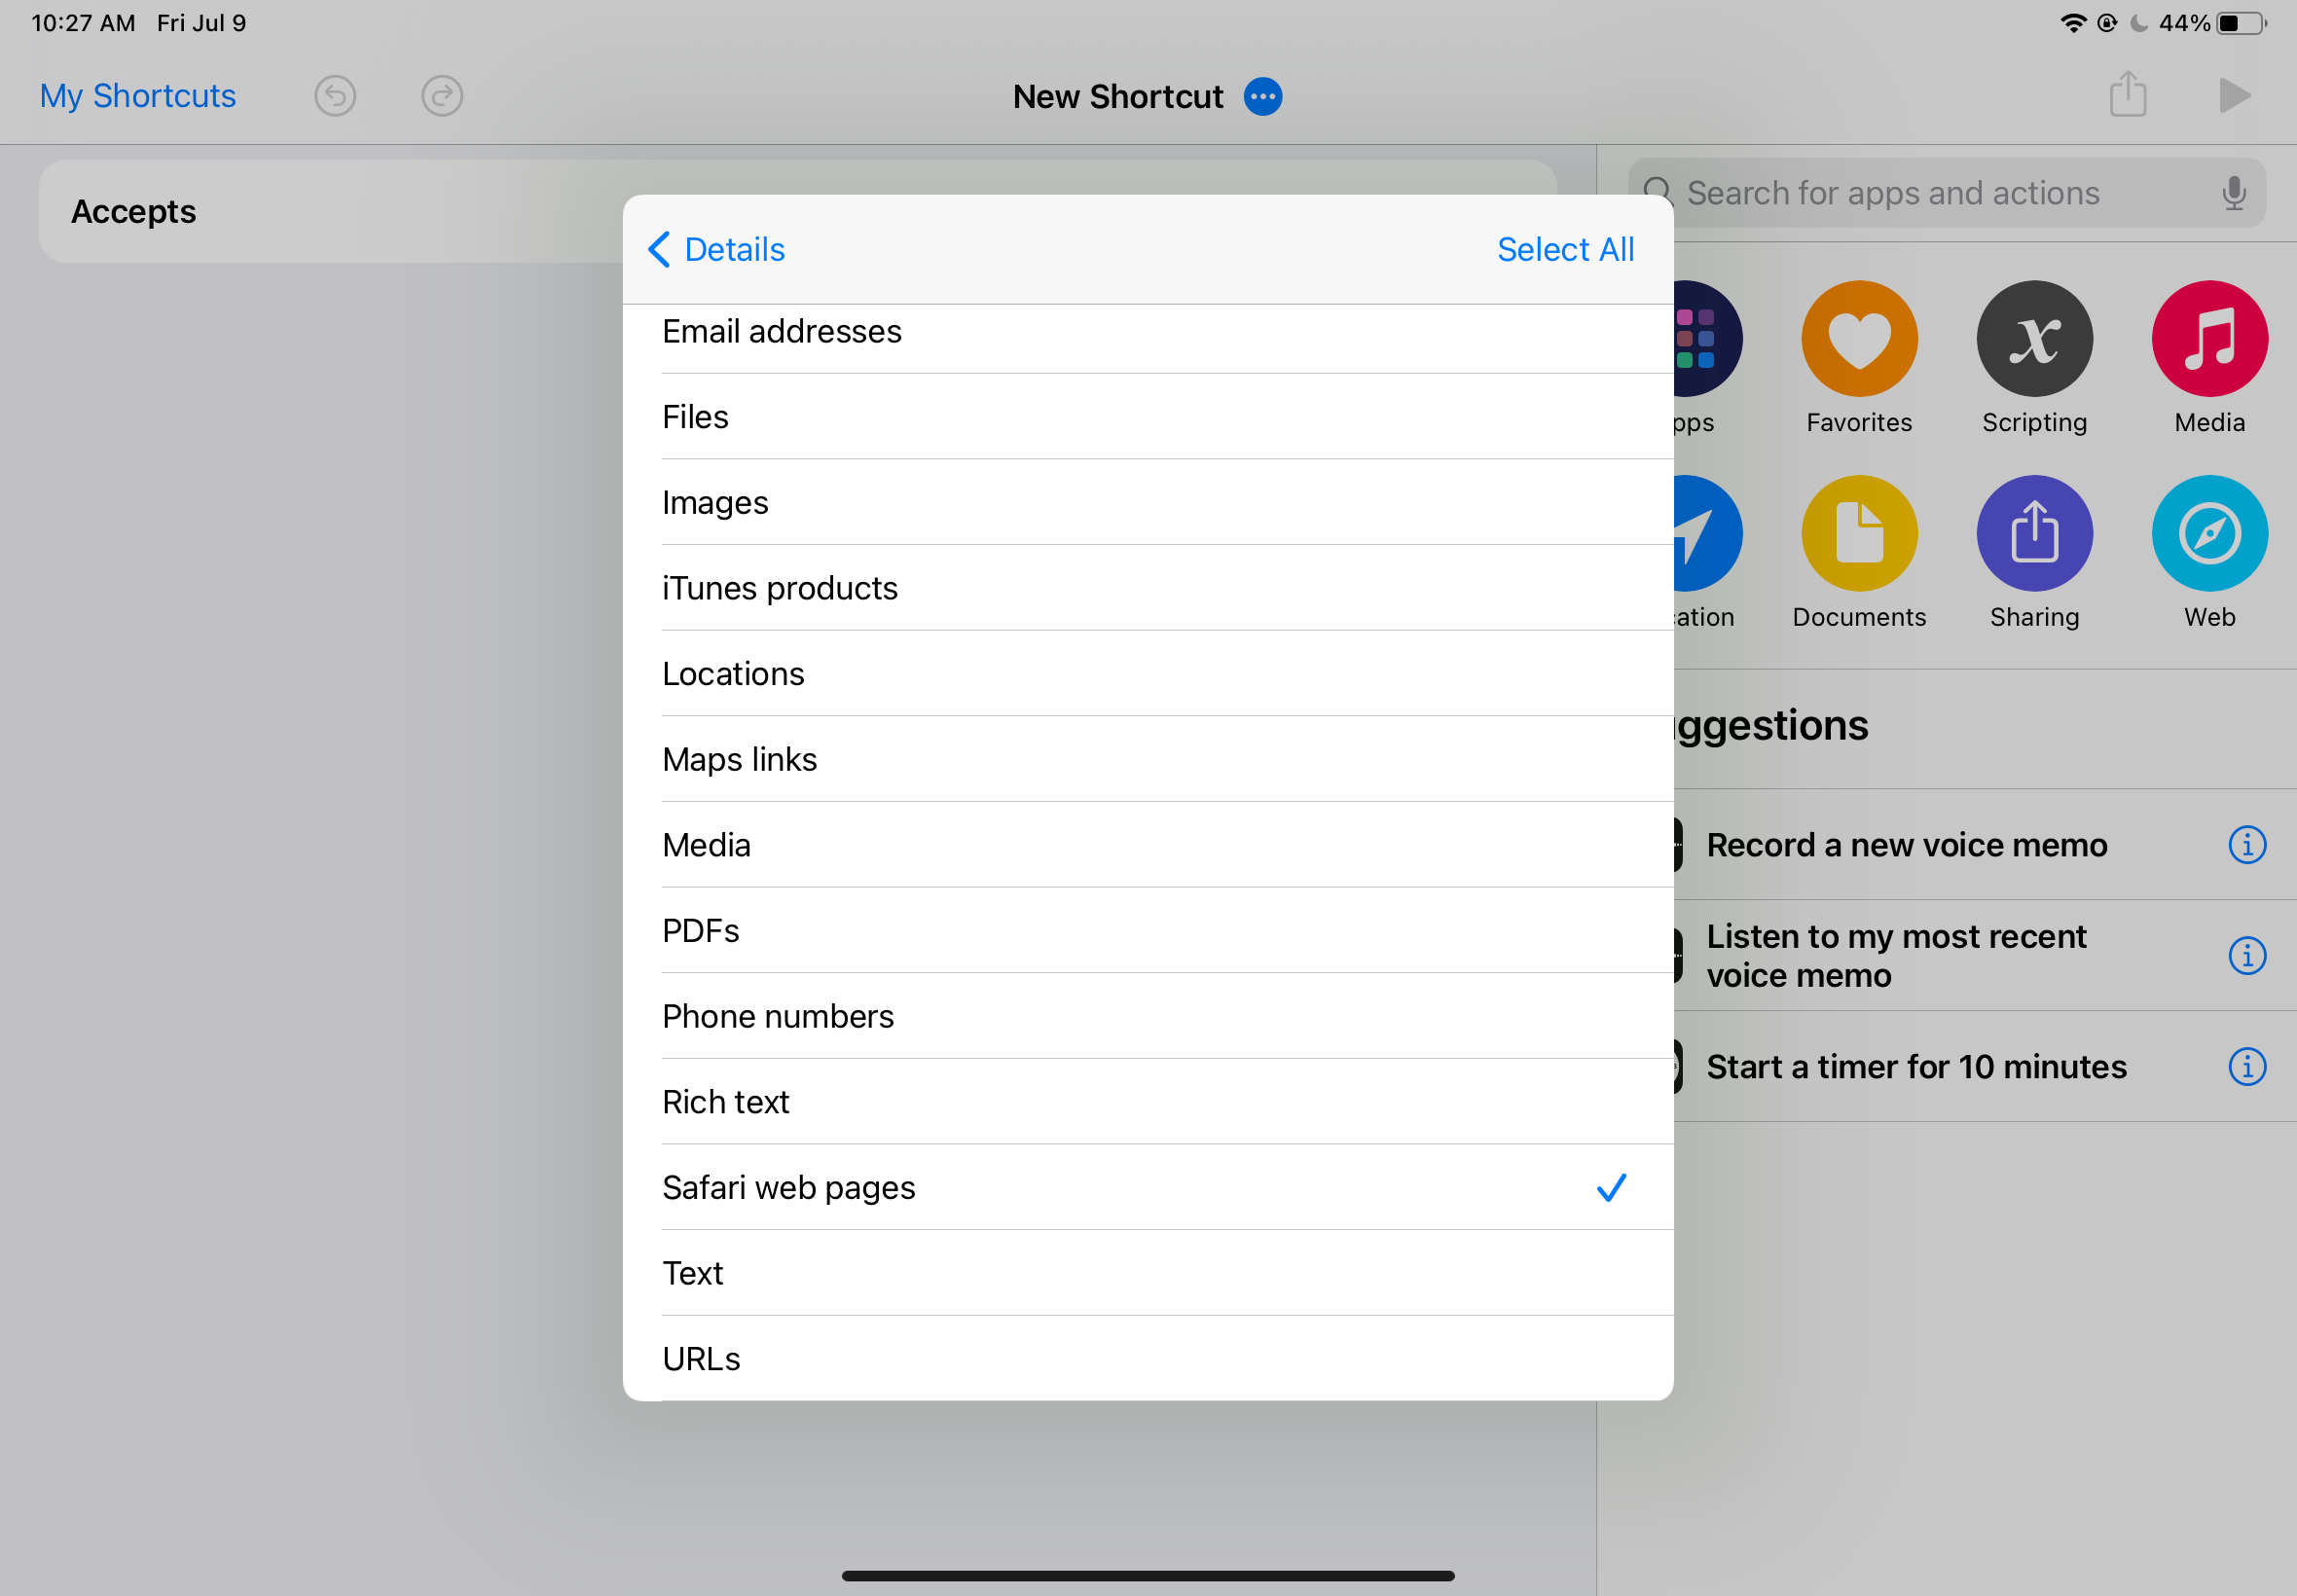 10:27 AM Fri Jul 9
44%
My Shortcuts
New Shortcut
Accepts
Search for apps and actions
Details
Select All
Email addresses
Files
Images
iTunes products
Locations
Maps links
Media
PDFs
Phone numbers
Rich text
Safari web pages
Text
URLs
pps
Favorites
Scripting
Media
cation
Documents
Sharing
Web
ggestions
Record a new voice memo
Listen to my most recent
voice memo
Start a timer for 10 minutes